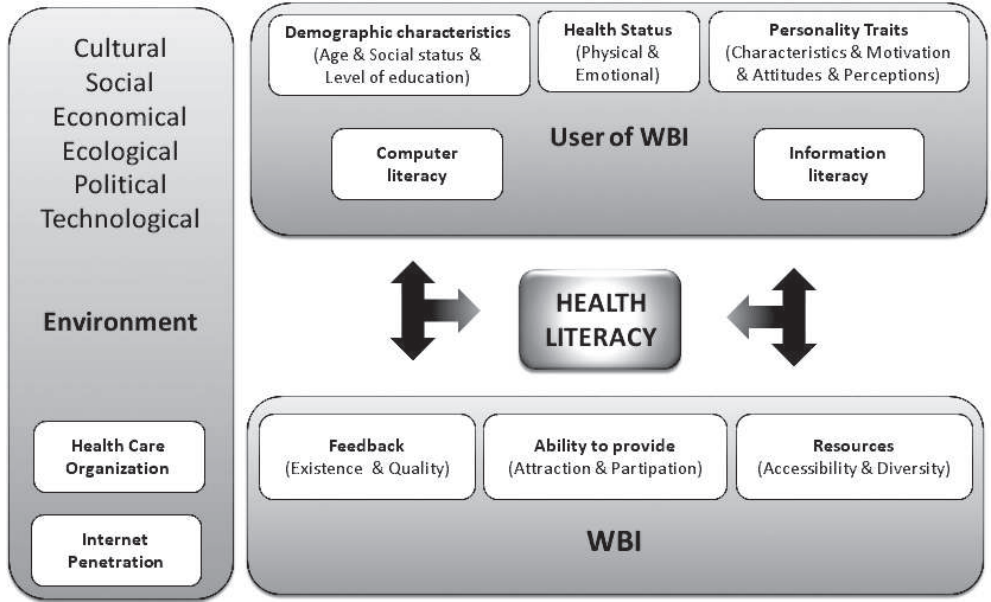 Cultural
Social
Economical
Ecological
Political
Technological
Environment
Health Care
Organization
Internet
Penetration
Demographic characteristics
(Age & Social status &
Level of education)
Health Status
(Physical &
Emotional)
Personality Traits
(Characteristics & Motivation
& Attitudes & Perceptions)
User of WBI
Computer
literacy
Information
literacy
HEALTH
LITERACY
Feedback
(Existence & Quality)
Ability to provide
(Attraction & Partipation)
Resources
(Accessibility & Diversity)
WBI